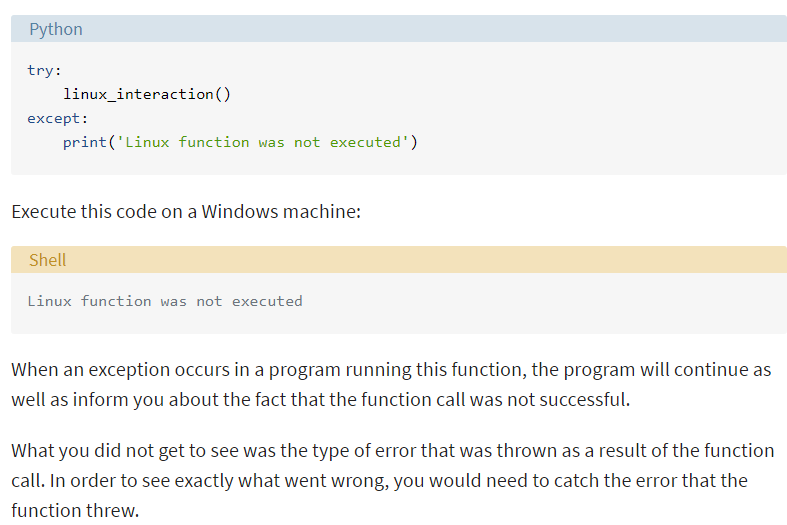 Python
try:
    linux_interaction()
except:
    print('Linux function was not executed')
Execute this code on a Windows machine:
Shell
Linux function was not executed
When an exception occurs in a program running this function, the program will continue as
well as inform you about the fact that the function call was not successful.
What you did not get to see was the type of error that was thrown as a result of the function
call. In order to see exactly what went wrong, you would need to catch the error that the
function threw.